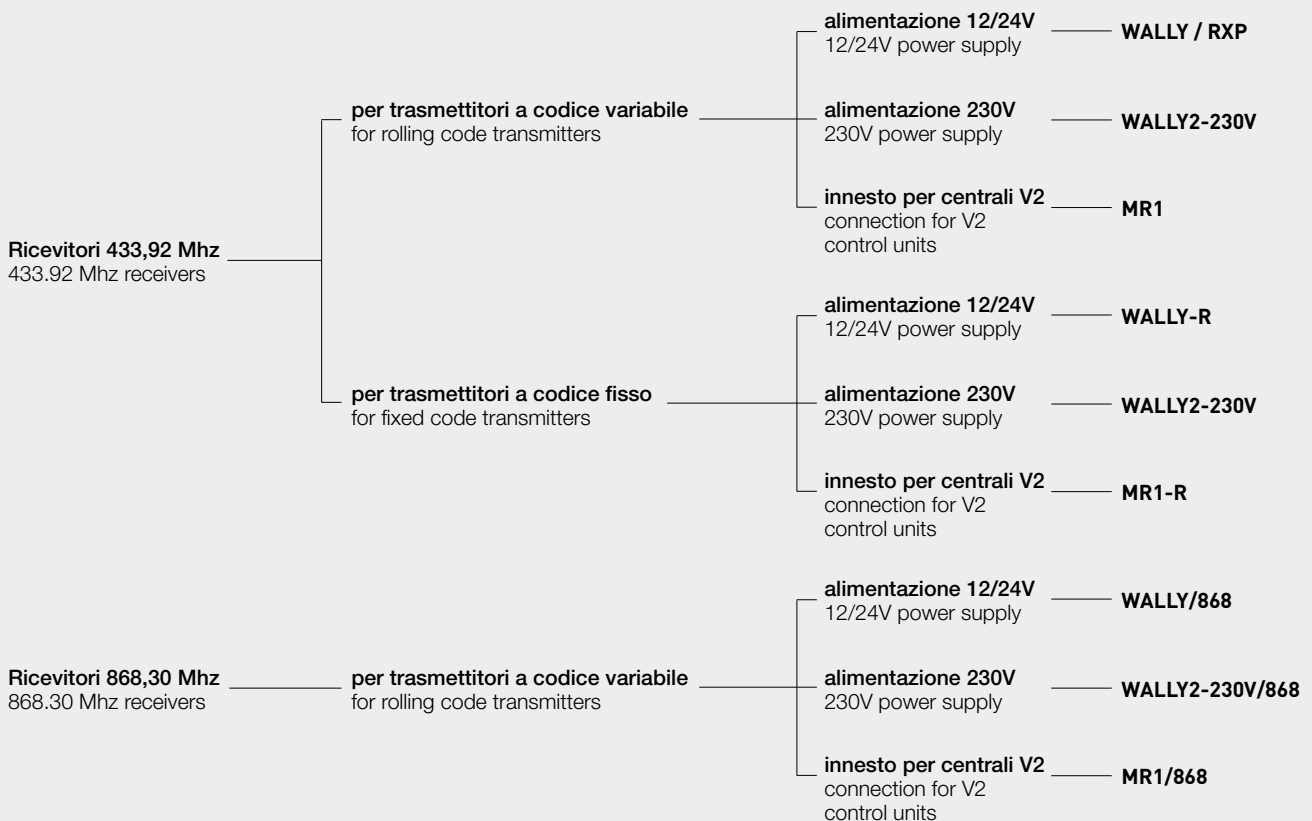 Ricevitori 433,92 Mhz
433.92 Mhz receivers
per trasmettitori a codice variabile
for rolling code transmitters
alimentazione 12/24V
12/24V power supply
WALLY / RXP
alimentazione 230V
230V power supply
WALLY2-230V
innesto per centrali V2
connection for V2
control units
MR1
per trasmettitori a codice fisso
for fixed code transmitters
alimentazione 12/24V
12/24V power supply
WALLY-R
alimentazione 230V
230V power supply
WALLY2-230V
innesto per centrali V2
connection for V2
control units
MR1-R
Ricevitori 868,30 Mhz
868.30 Mhz receivers
per trasmettitori a codice variabile
for rolling code transmitters
alimentazione 12/24V
12/24V power supply
WALLY/868
alimentazione 230V
230V power supply
WALLY2-230V/868
innesto per centrali V2
connection for V2
control units
MR1/868